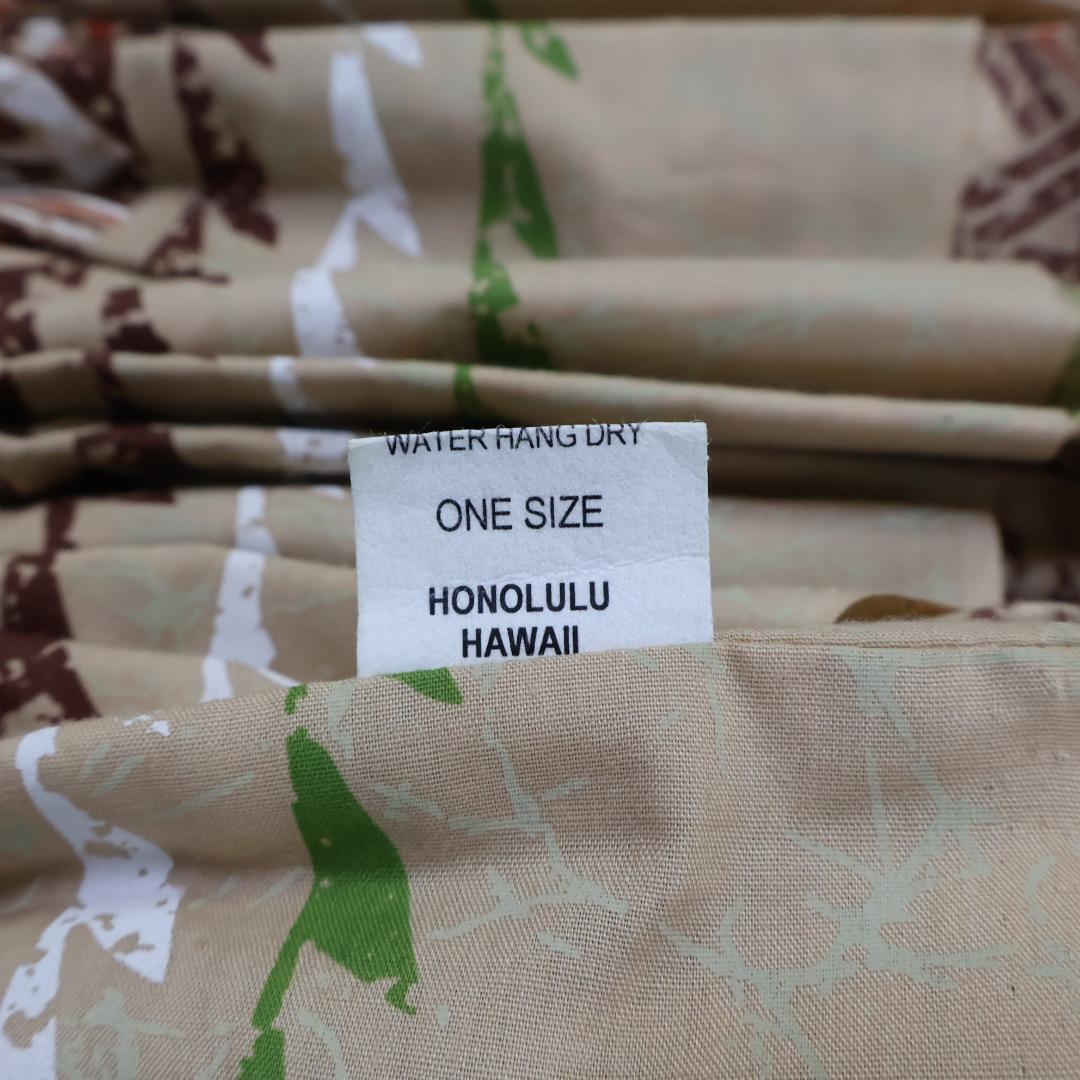 WATER HANG DRY
ONE SIZE
HONOLULU
HAWAII